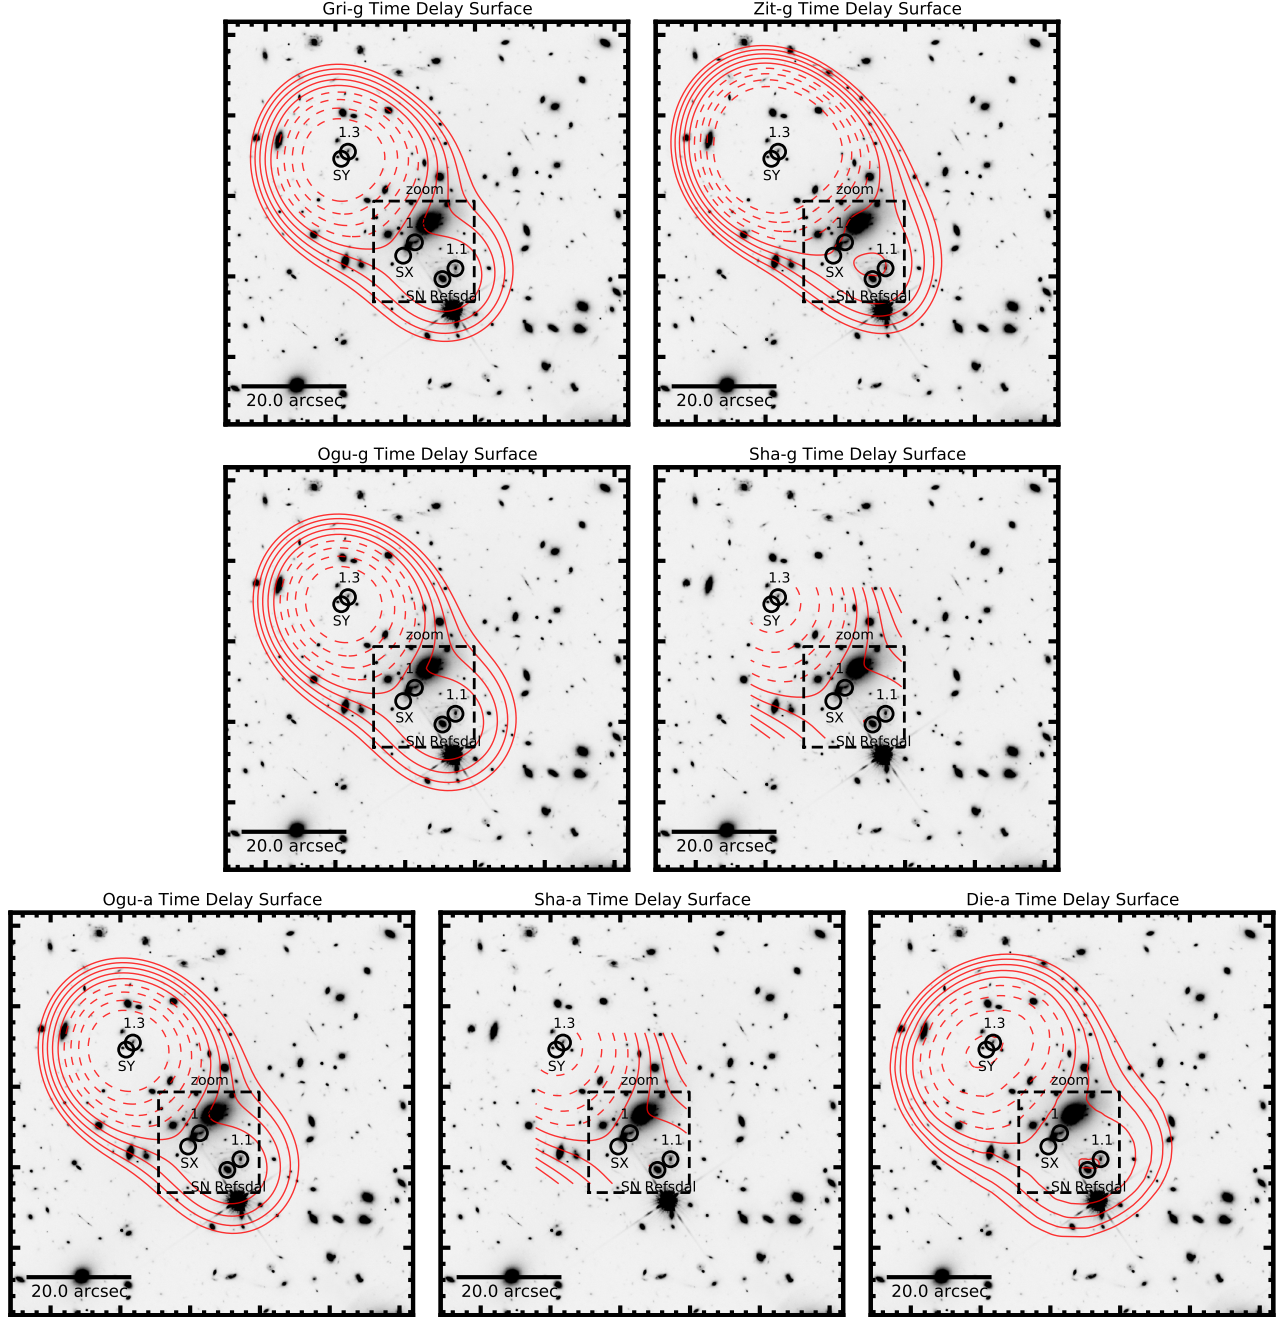 Gri-g Time Delay Surface
1.3
SY
zoom
1
1.1
SX
SN Refsdal
20.0 arcsec
Zit-g Time Delay Surface
1.3
SY
zoom
1
1.1
SX
SN Refsdal
20.0 arcsec
Ogu-g Time Delay Surface
1.3
SY
zoom
1
1.1
SX
SN Refsdal
20.0 arcsec
Sha-g Time Delay Surface
1.3
SY
zoom
1
1.1
SX
SN Refsdal
20.0 arcsec
Ogu-a Time Delay Surface
1.3
SY
zoom
1
1.1
SX
SN Refsdal
20.0 arcsec
Sha-a Time Delay Surface
1.3
SY
zoom
1
1.1
SX
SN Refsdal
20.0 arcsec
Die-a Time Delay Surface
1.3
SY
zoom
1
1.1
SX
SN Refsdal
20.0 arcsec